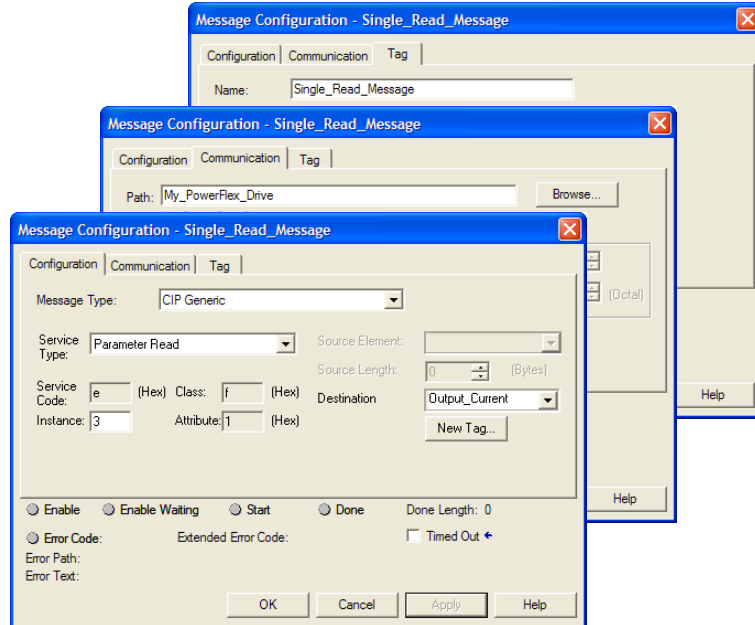 Message Configuration - Single_Read_Message
Configuration Communication Tag
Name: Single_Read_Message
Help
Message Configuration - Single_Read_Message
Configuration Communication Tag
Path: My_PowerFlex_Drive Browse...
(Octal)
Help
Message Configuration - Single_Read_Message
Configuration Communication Tag
Message Type: CIP Generic
Service Type: Parameter Read Source Element:
Source Length: 0 (Bytes)
Service Code: e (Hex) Class: f (Hex) Destination Output_Current
Instance: 3 Attribute: 1 (Hex) New Tag...
Enable Enable Waiting Start Done Done Length: 0
Error Code: Extended Error Code: Timed Out
Error Path:
Error Text:
OK Cancel Apply Help